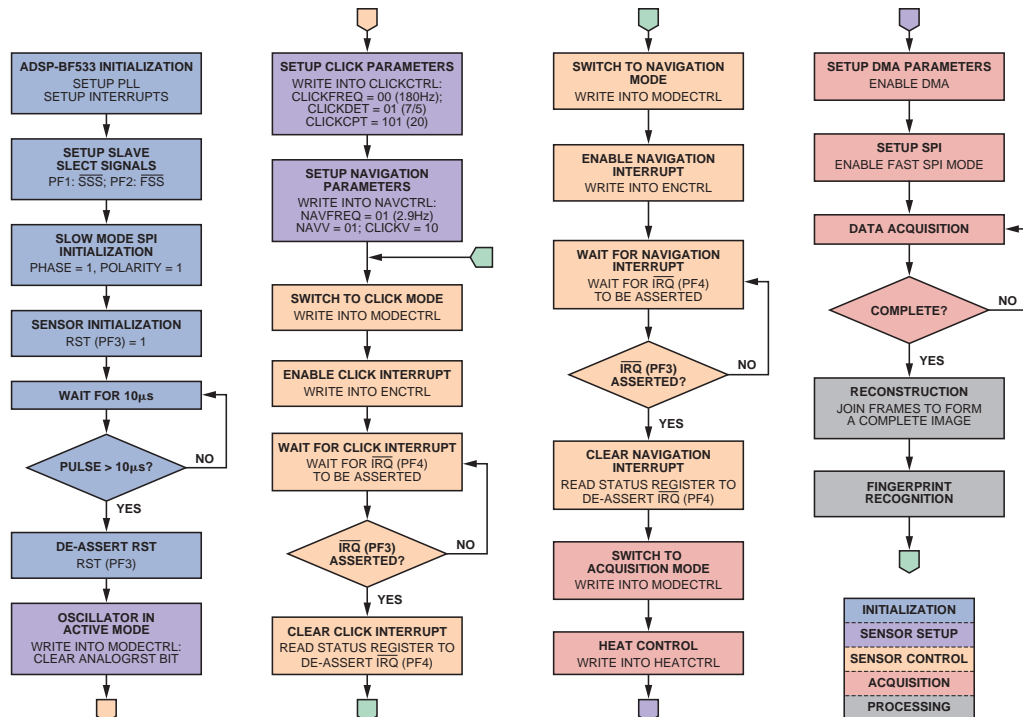 ADSP-BF533 INITIALIZATION
SETUP PLL
SETUP INTERRUPTS
SETUP SLAVE
SLECT SIGNALS
PF1: S̅S̅S̅; PF2: F̅S̅S̅
SLOW MODE SPI
INITIALIZATION
PHASE = 1, POLARITY = 1
SENSOR INITIALIZATION
RST (PF3) = 1
WAIT FOR 10µs
PULSE > 10µs?
NO
YES
DE-ASSERT RST
RST (PF3)
OSCILLATOR IN
ACTIVE MODE
WRITE INTO MODECTRL:
CLEAR ANALOGRST BIT
SETUP CLICK PARAMETERS
WRITE INTO CLICKCTRL:
CLICKFREQ = 00 (180Hz);
CLICKDET = 01 (7/5)
CLICKCPT = 101 (20)
SETUP NAVIGATION
PARAMETERS
WRITE INTO NAVCTRL:
NAVFREQ = 01 (2.9Hz)
NAVV = 01; CLICKV = 10
SWITCH TO CLICK MODE
WRITE INTO MODECTRL
ENABLE CLICK INTERRUPT
WRITE INTO ENCTRL
WAIT FOR CLICK INTERRUPT
WAIT FOR I̅R̅Q̅ (PF4)
TO BE ASSERTED
I̅R̅Q̅ (PF3)
ASSERTED?
NO
YES
CLEAR CLICK INTERRUPT
READ STATUS REGISTER TO
DE-ASSERT I̅R̅Q̅ (PF4)
SWITCH TO NAVIGATION
MODE
WRITE INTO MODECTRL
ENABLE NAVIGATION
INTERRUPT
WRITE INTO ENCTRL
WAIT FOR NAVIGATION
INTERRUPT
WAIT FOR I̅R̅Q̅ (PF4)
TO BE ASSERTED
I̅R̅Q̅ (PF3)
ASSERTED?
NO
YES
CLEAR NAVIGATION
INTERRUPT
READ STATUS REGISTER TO
DE-ASSERT I̅R̅Q̅ (PF4)
SWITCH TO
ACQUISITION MODE
WRITE INTO MODECTRL
HEAT CONTROL
WRITE INTO HEATCTRL
SETUP DMA PARAMETERS
ENABLE DMA
SETUP SPI
ENABLE FAST SPI MODE
DATA ACQUISITION
COMPLETE?
NO
YES
RECONSTRUCTION
JOIN FRAMES TO FORM
A COMPLETE IMAGE
FINGERPRINT
RECOGNITION
INITIALIZATION
SENSOR SETUP
SENSOR CONTROL
ACQUISITION
PROCESSING